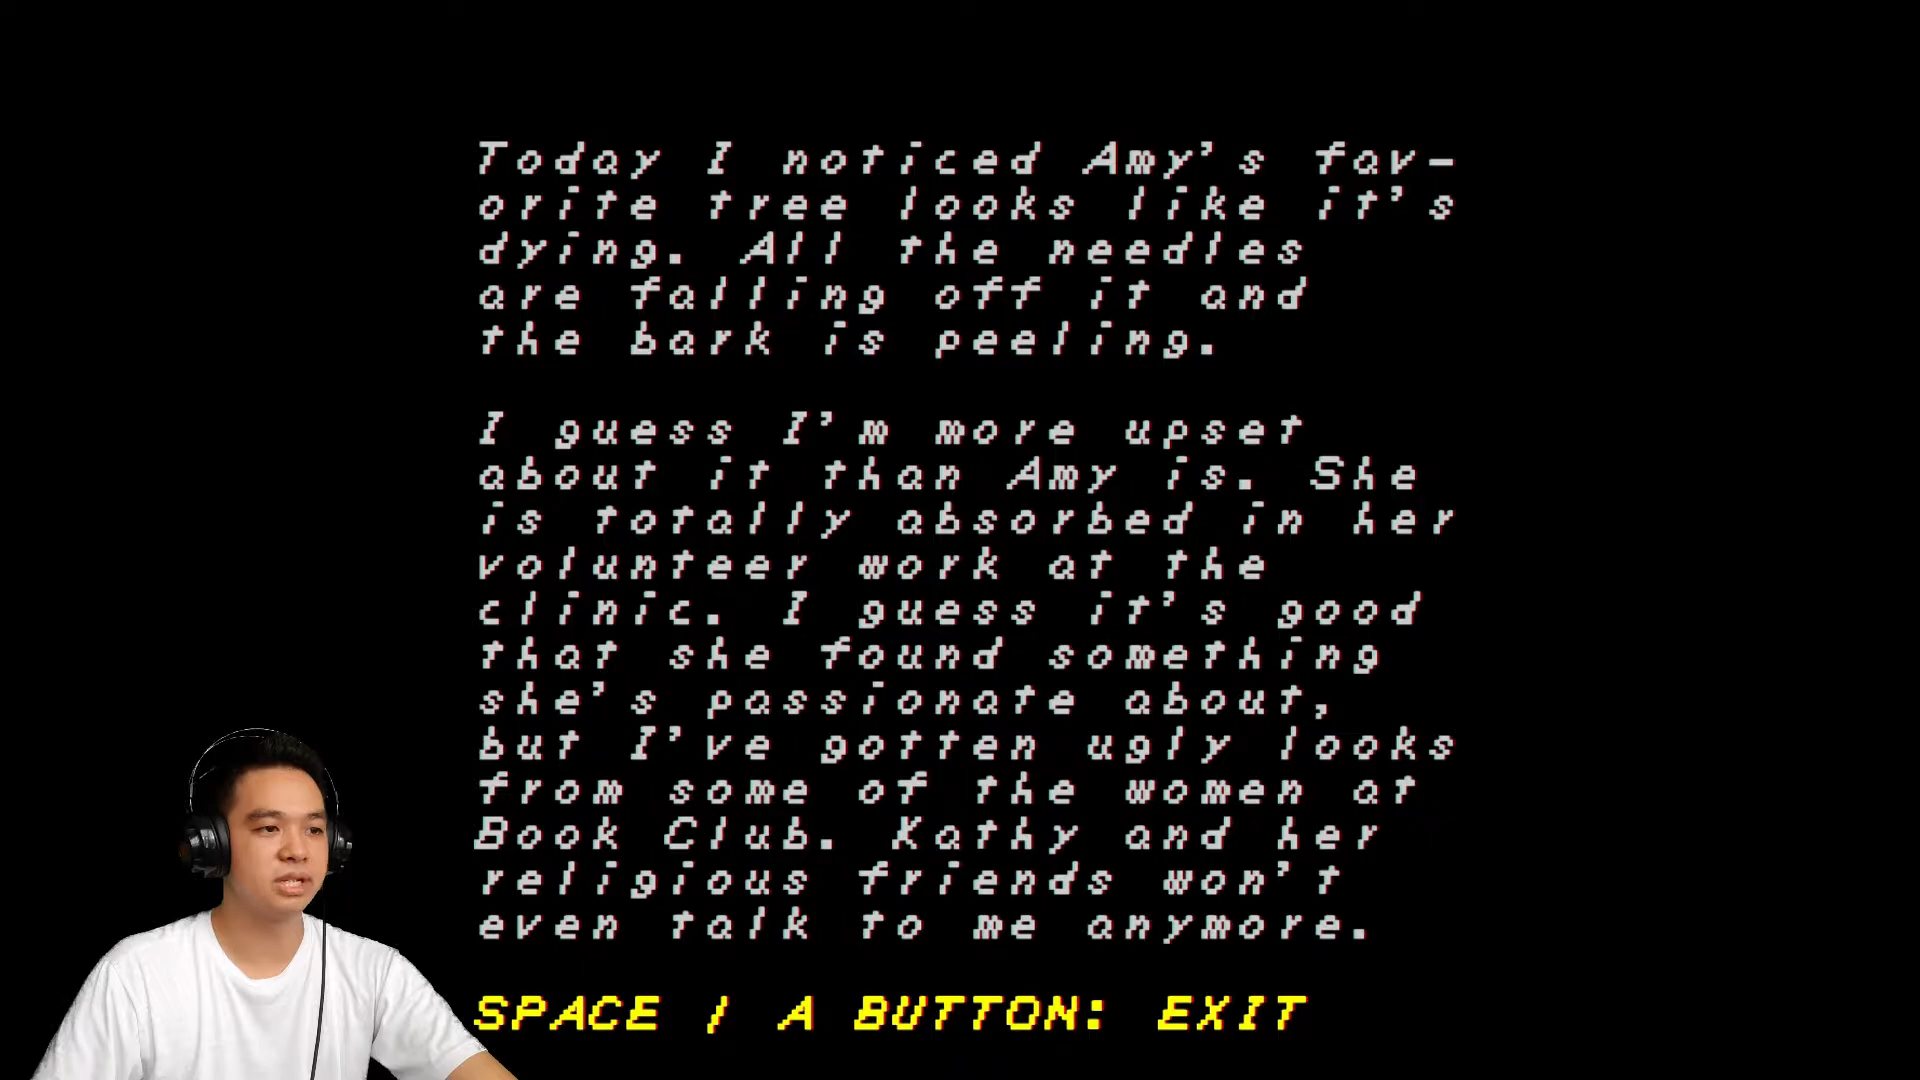 Today I noticed Amy's fav-
orite tree looks like it's
dying. All the needles
are falling off it and
the bark is peeling.
I guess I'm more upset
about it than Amy is. She
is totally absorbed in her
volunteer work at the
clinic. I guess it's good
that she found something
she's passionate about,
but I've gotten ugly looks
from some of the women at
Book Club. Kathy and her
religious friends won't
even talk to me anymore.
SPACE / A BUTTON: EXIT